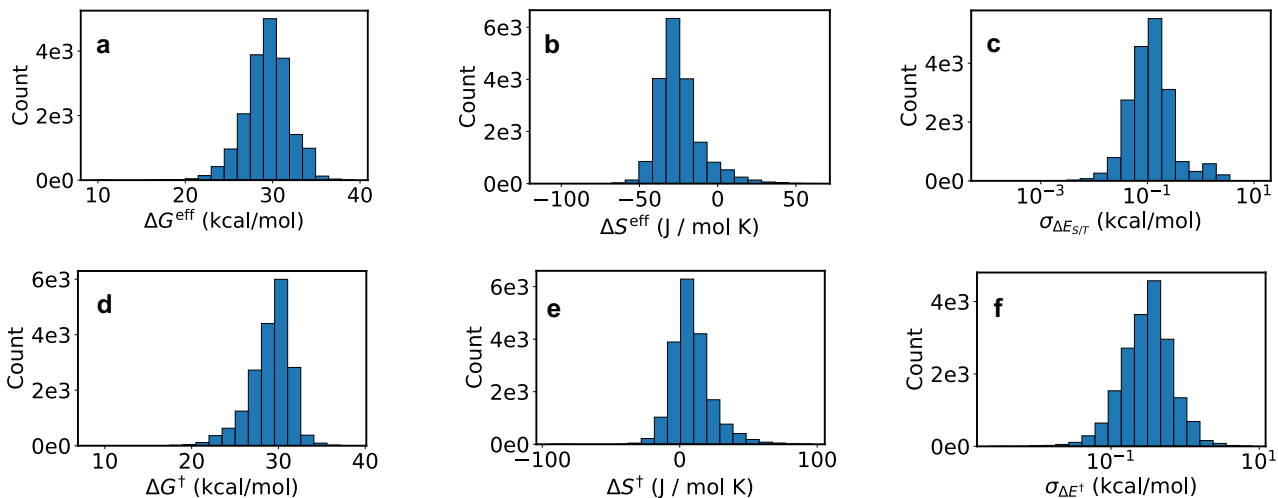 a
Count
4e3
2e3
0e0
10 20 30 40
ΔG^eff (kcal/mol)
b
Count
6e3
4e3
2e3
0e0
−100 −50 0 50
ΔS^eff (J / mol K)
c
Count
4e3
2e3
0e0
10^−3 10^−1 10^1
σ_ΔE_S/T (kcal/mol)
d
Count
6e3
4e3
2e3
0e0
10 20 30 40
ΔG^† (kcal/mol)
e
Count
6e3
4e3
2e3
0e0
−100 0 100
ΔS^† (J / mol K)
f
Count
4e3
2e3
0e0
10^−1 10^1
σ_ΔE^† (kcal/mol)